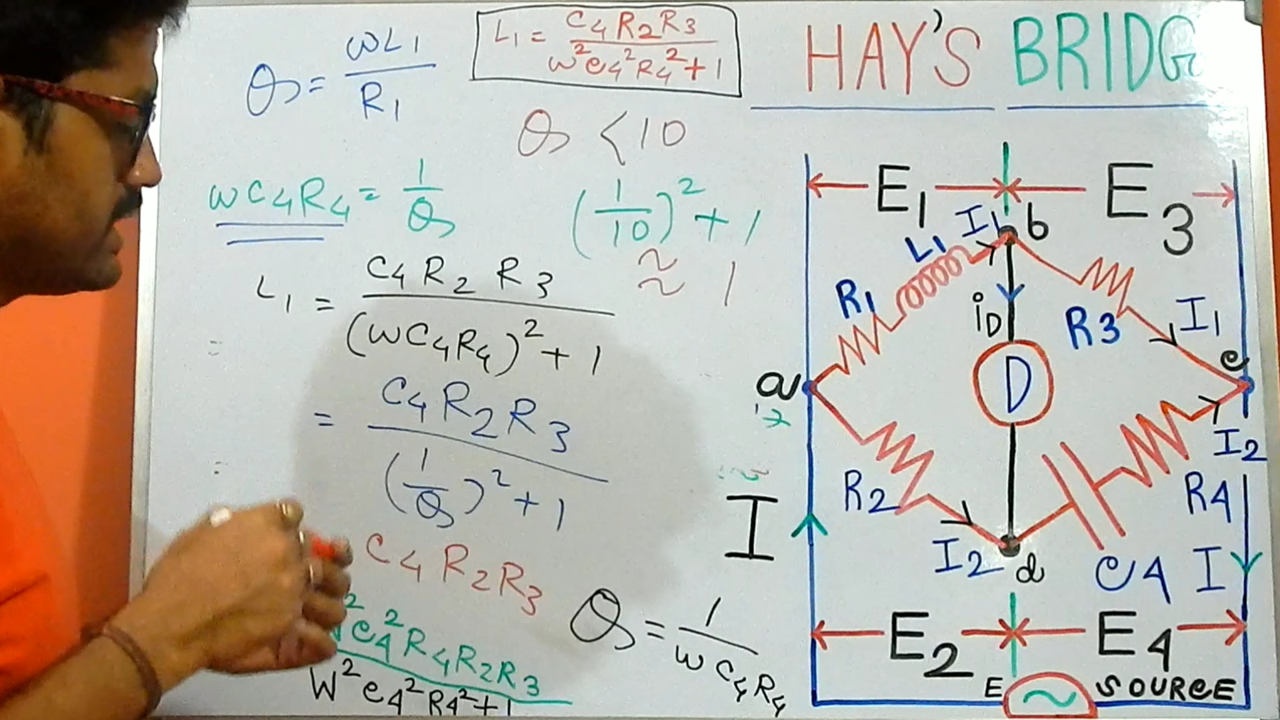 HAY'S BRIDG
Q = ωL1 / R1
L1 = C4R2R3 / ω²C4²R4²+1
Q < 10
ωC4R4 = 1/Q
(1/10)² + 1
≈ 1
L1 = C4R2R3 / (ωC4R4)² + 1
= C4R2R3 / (1/Q)² + 1
C4R2R3
²C4²R4R2R3 / W²C4²R4²+1
Q = 1 / ωC4R4
E1
E3
I1
b
L1
R1
iD
R3
I1
a
D
c
I2
R2
R4
I
I2
d
C4
I
E2
E4
E
~
SOURCE